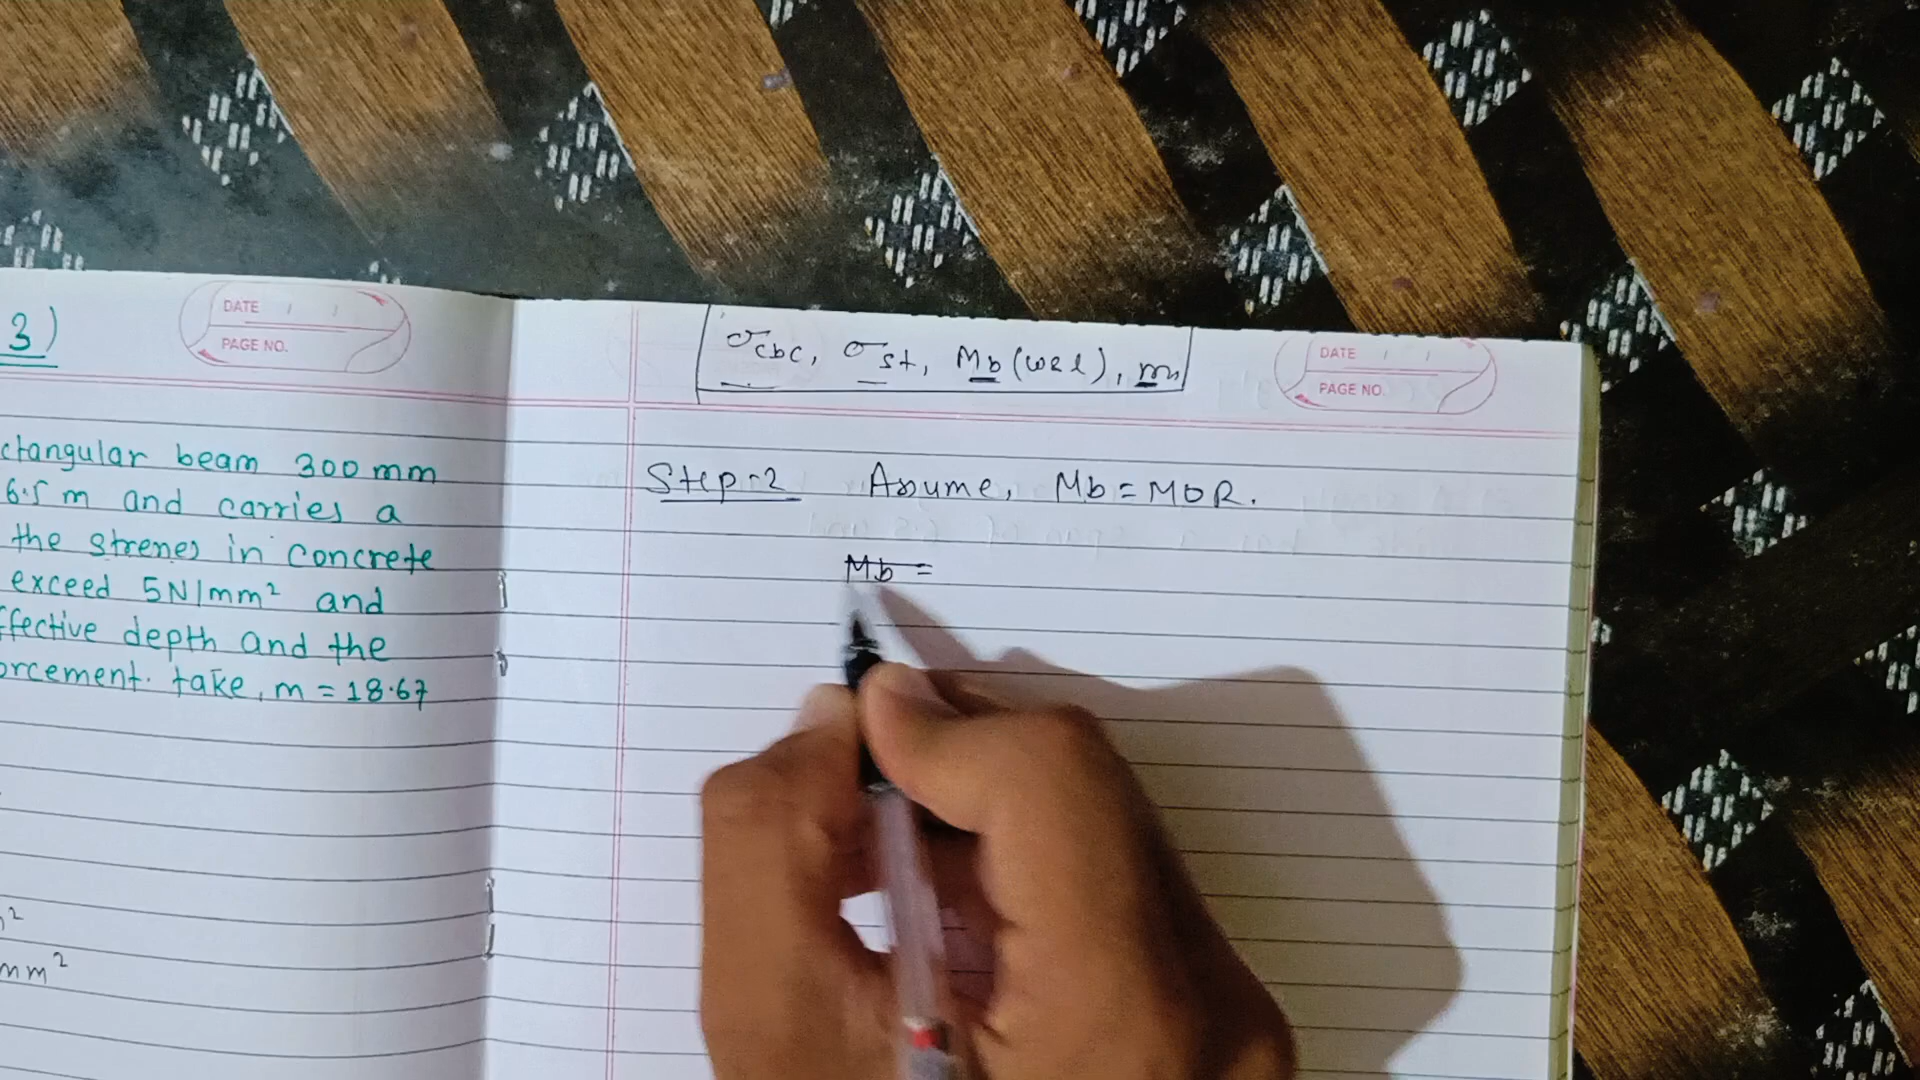 3)
DATE / /
PAGE NO.
ctangular beam 300 mm
6.5 m and carries a
the stresses in concrete
exceed 5N/mm² and
ffective depth and the
orcement. take, m = 18.67
mm²
σcbc, σst, Mb (w&l), m
DATE / /
PAGE NO.
Step-2 Assume, Mb = MOR.
Mb =